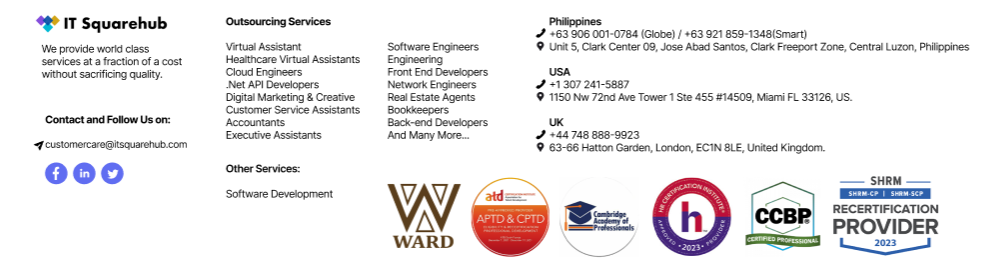 IT Squarehub
We provide world class
services at a fraction of a cost
without sacrificing quality.
Contact and Follow Us on:
customercare@itsquarehub.com
Outsourcing Services
Virtual Assistant
Healthcare Virtual Assistants
Cloud Engineers
.Net API Developers
Digital Marketing & Creative
Customer Service Assistants
Accountants
Executive Assistants
Other Services:
Software Development
Software Engineers
Engineering
Front End Developers
Network Engineers
Real Estate Agents
Bookkeepers
Back-end Developers
And Many More...
Philippines
+63 906 001-0784 (Globe) / +63 921 859-1348(Smart)
Unit 5, Clark Center 09, Jose Abad Santos, Clark Freeport Zone, Central Luzon, Philippines
USA
+1 307 241-5887
1150 Nw 72nd Ave Tower 1 Ste 455 #14509, Miami FL 33126, US.
UK
+44 748 888-9923
63-66 Hatton Garden, London, EC1N 8LE, United Kingdom.
WARD
atd
APTD & CPTD
Cambridge
Academy of
Professionals
HR CERTIFICATION INSTITUTE
h
APPROVED • 2023 • PROVIDER
CCBP
CERTIFIED PROFESSIONAL
SHRM
SHRM-CP | SHRM-SCP
RECERTIFICATION
PROVIDER
2023